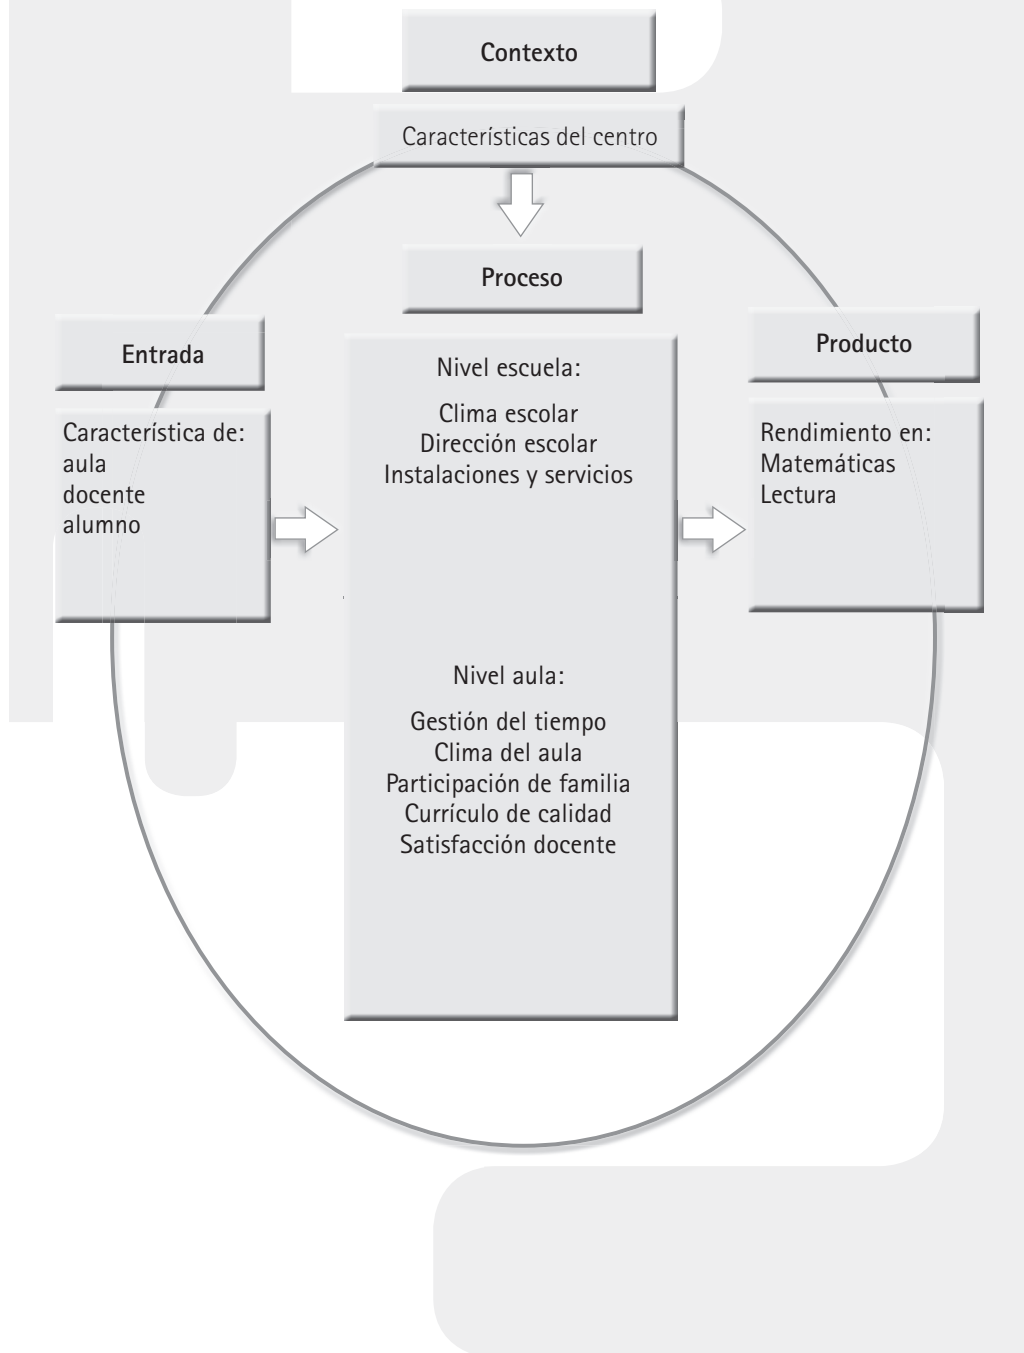 Contexto
Características del centro
Proceso
Entrada
Característica de:
aula
docente
alumno
Nivel escuela:
Clima escolar
Dirección escolar
Instalaciones y servicios
Nivel aula:
Gestión del tiempo
Clima del aula
Participación de familia
Currículo de calidad
Satisfacción docente
Producto
Rendimiento en:
Matemáticas
Lectura